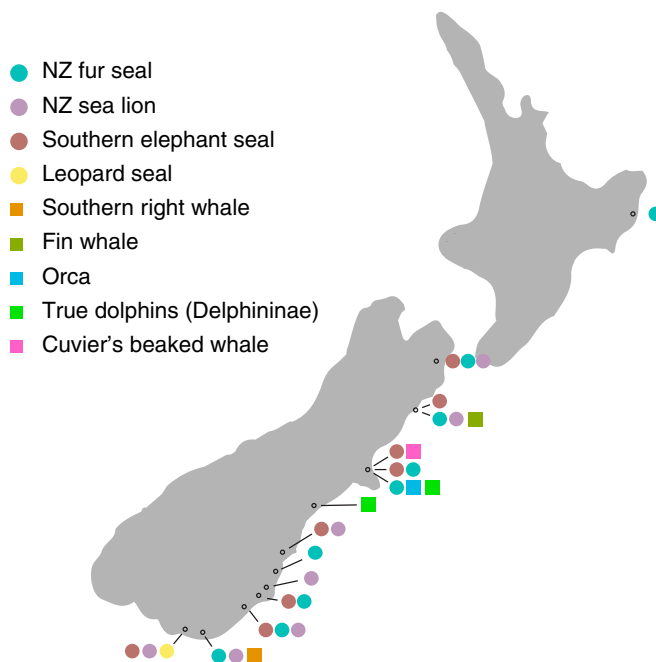 NZ fur seal
NZ sea lion
Southern elephant seal
Leopard seal
Southern right whale
Fin whale
Orca
True dolphins (Delphininae)
Cuvier's beaked whale